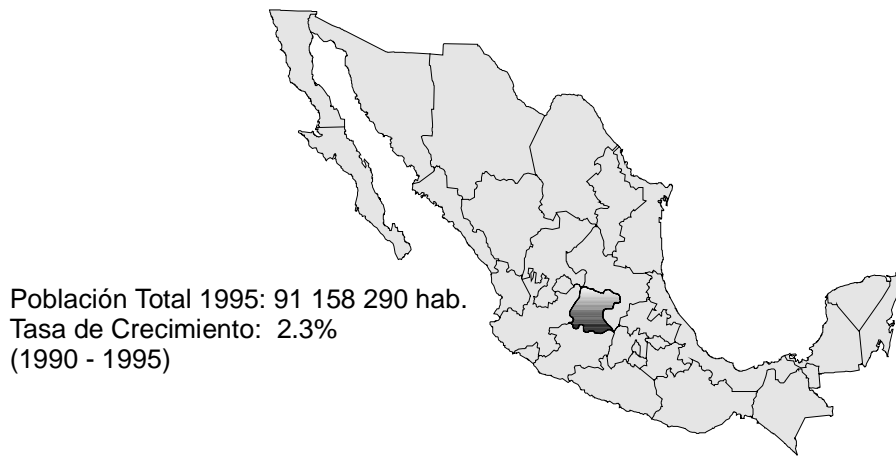 Población Total 1995: 91 158 290 hab.
Tasa de Crecimiento:  2.3%
(1990 - 1995)